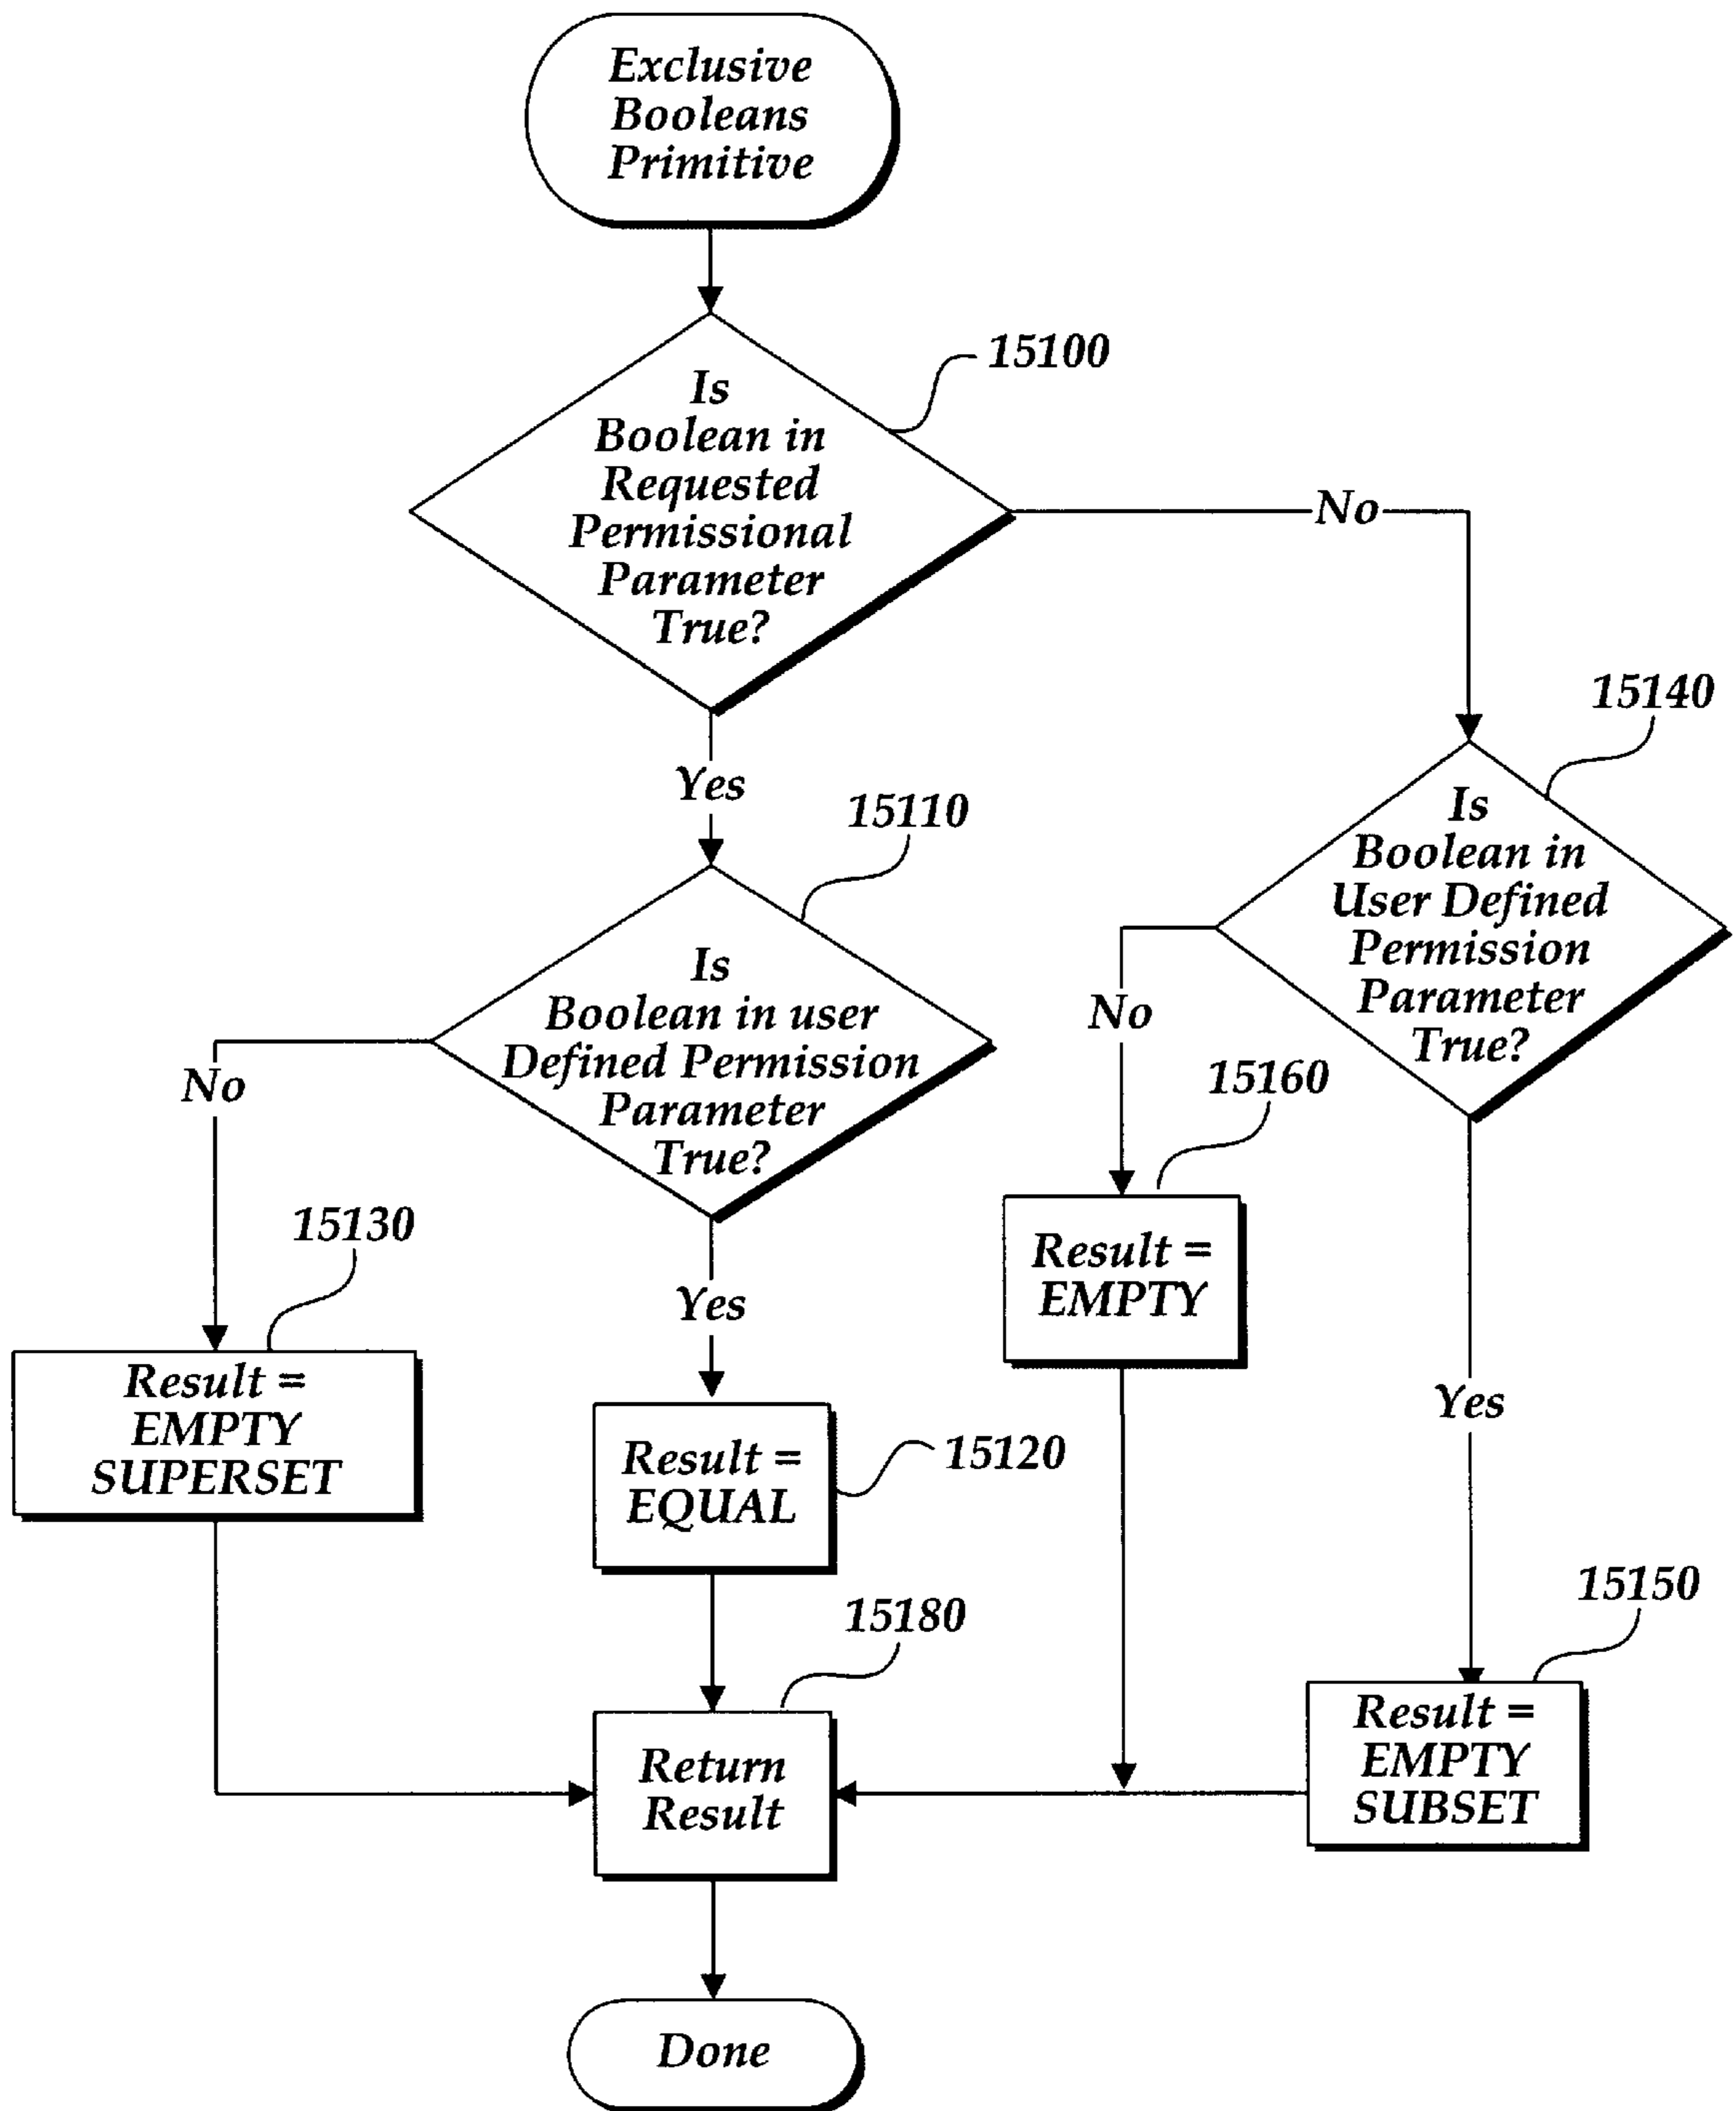 Exclusive
Booleans
Primitive
15100
Is
Boolean in
Requested
Permissional
Parameter
True?
No
Yes
15140
Is
Boolean in
User Defined
Permission
Parameter
True?
15110
Is
Boolean in user
Defined Permission
Parameter
True?
No
No
15160
Result =
EMPTY
Yes
15130
Result =
EMPTY
SUPERSET
Yes
15120
Result =
EQUAL
15150
Result =
EMPTY
SUBSET
15180
Return
Result
Done